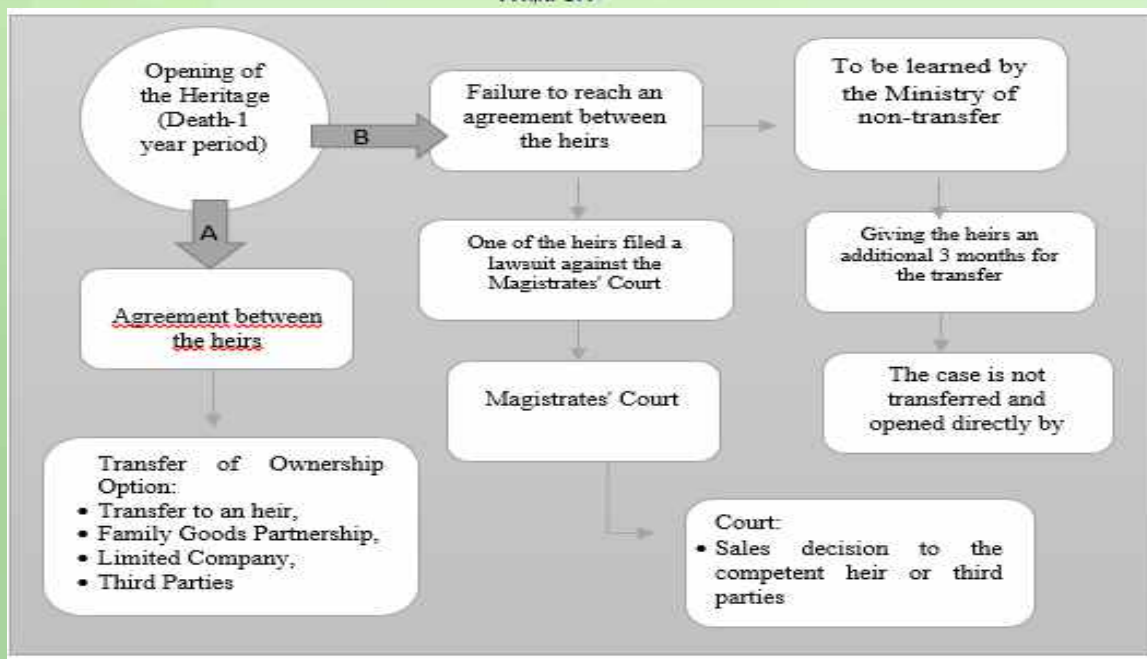 Opening of
the Heritage
(Death-1
year period)
B
A
Agreement between
the heirs
Transfer of Ownership
Option:
• Transfer to an heir,
• Family Goods Partnership,
• Limited Company,
• Third Parties
Failure to reach an
agreement between
the heirs
One of the heirs filed a
lawsuit against the
Magistrates' Court
Magistrates' Court
Court:
• Sales decision to the
competent heir or third
parties
To be learned by
the Ministry of
non-transfer
Giving the heirs an
additional 3 months for
the transfer
The case is not
transferred and
opened directly by